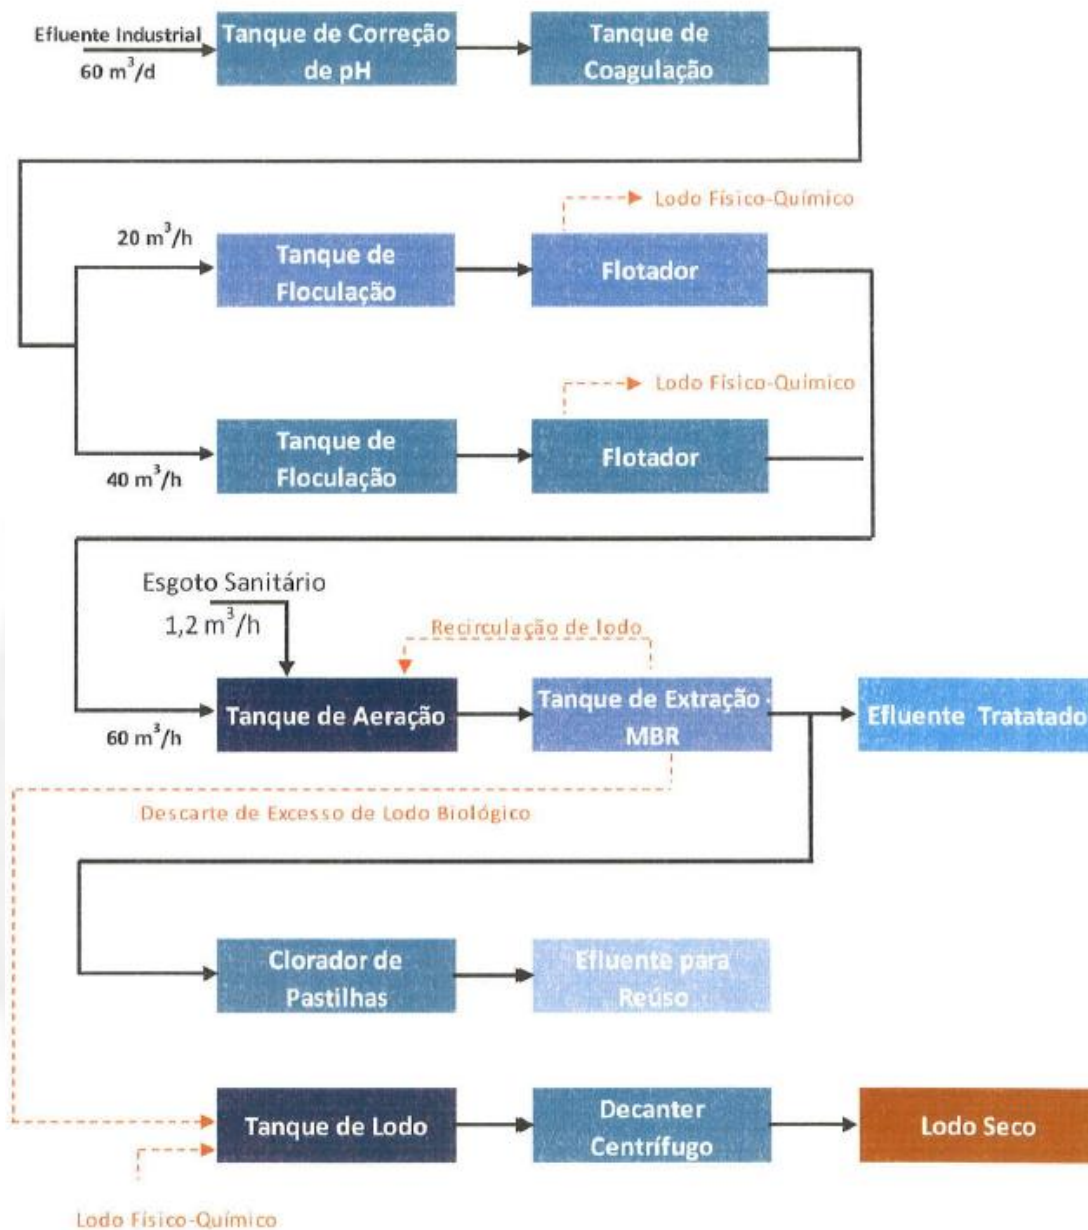 Efluente Industrial
60 m³/d
Tanque de Correção
de pH
Tanque de
Coagulação
Lodo Físico-Químico
20 m³/h
Tanque de
Floculação
Flotador
Lodo Físico-Químico
Tanque de
Floculação
Flotador
40 m³/h
Esgoto Sanitário
1,2 m³/h
Recirculação de lodo
Tanque de Aeração
Tanque de Extração -
MBR
Efluente Tratatado
60 m³/h
Descarte de Excesso de Lodo Biológico
Clorador de
Pastilhas
Efluente para
Reúso
Tanque de Lodo
Decanter
Centrífugo
Lodo Seco
Lodo Físico-Químico